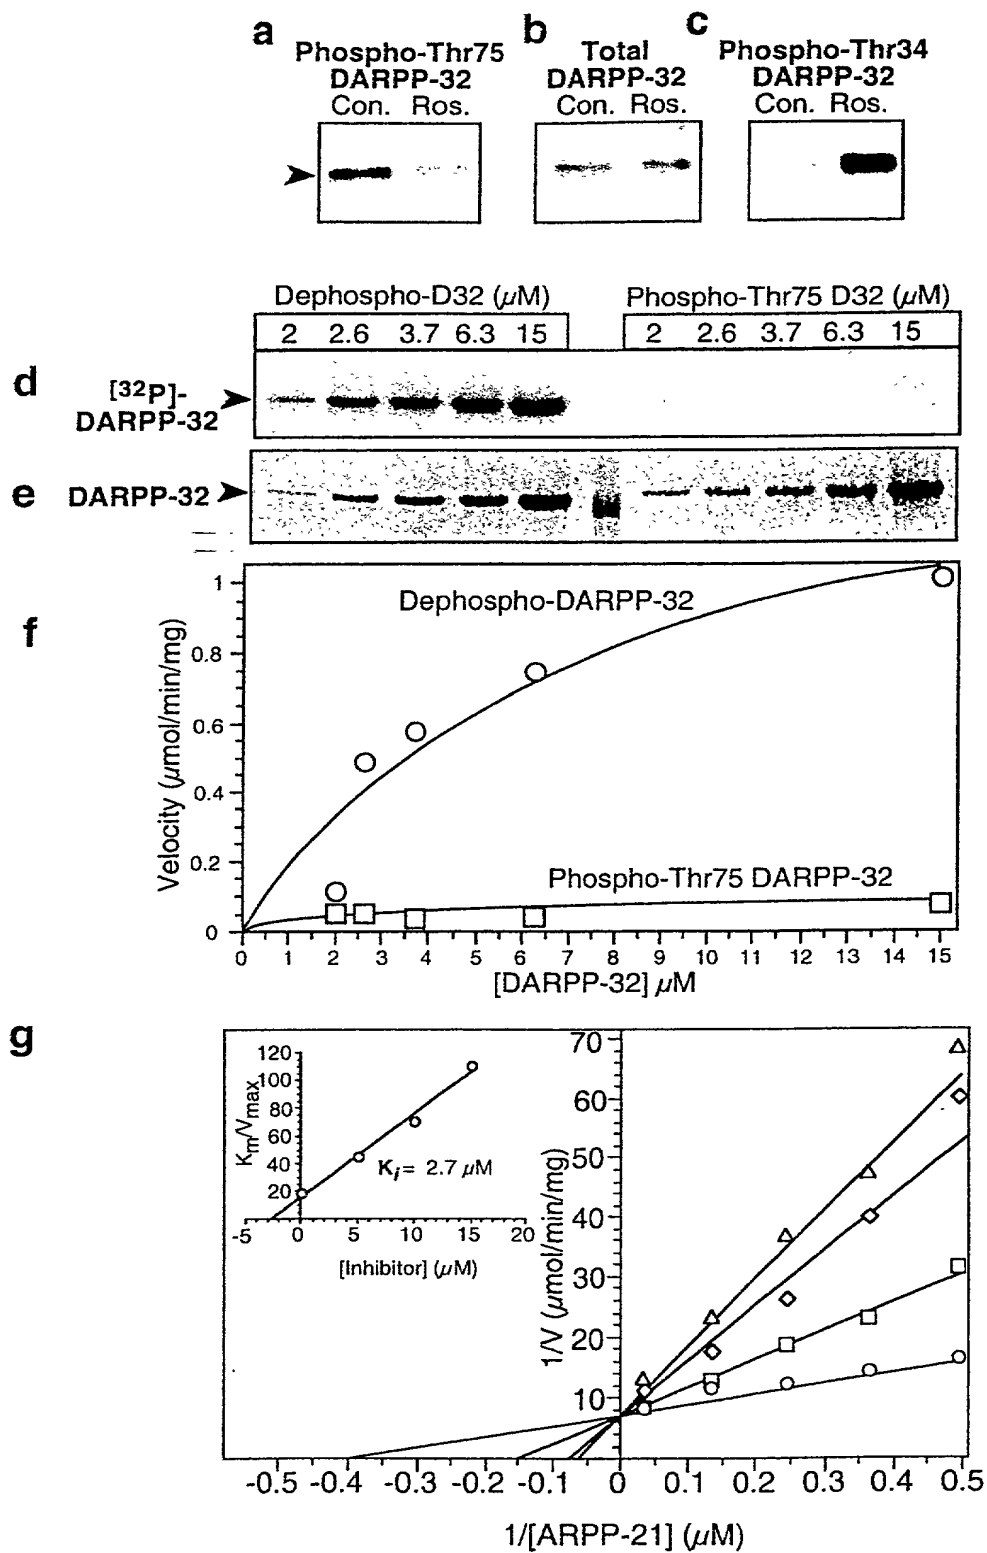 a b c
Phospho-Thr75 Total Phospho-Thr34
DARPP-32 DARPP-32 DARPP-32
Con. Ros. Con. Ros. Con. Ros.
Dephospho-D32 (µM) Phospho-Thr75 D32 (µM)
2 2.6 3.7 6.3 15 2 2.6 3.7 6.3 15
d
[32P]-
DARPP-32
e DARPP-32
f
Dephospho-DARPP-32
Phospho-Thr75 DARPP-32
Velocity (µmol/min/mg)
1
0.8
0.6
0.4
0.2
0
0 1 2 3 4 5 6 7 8 9 10 11 12 13 14 15
[DARPP-32] µM
g
Km/Vmax
120
100
80
60
40
20
Ki = 2.7 µM
-5 0 5 10 15 20
[Inhibitor] (µM)
1/V (µmol/min/mg)
70
60
50
40
30
20
10
-0.5 -0.4 -0.3 -0.2 -0.1 0 0.1 0.2 0.3 0.4 0.5
1/[ARPP-21] (µM)